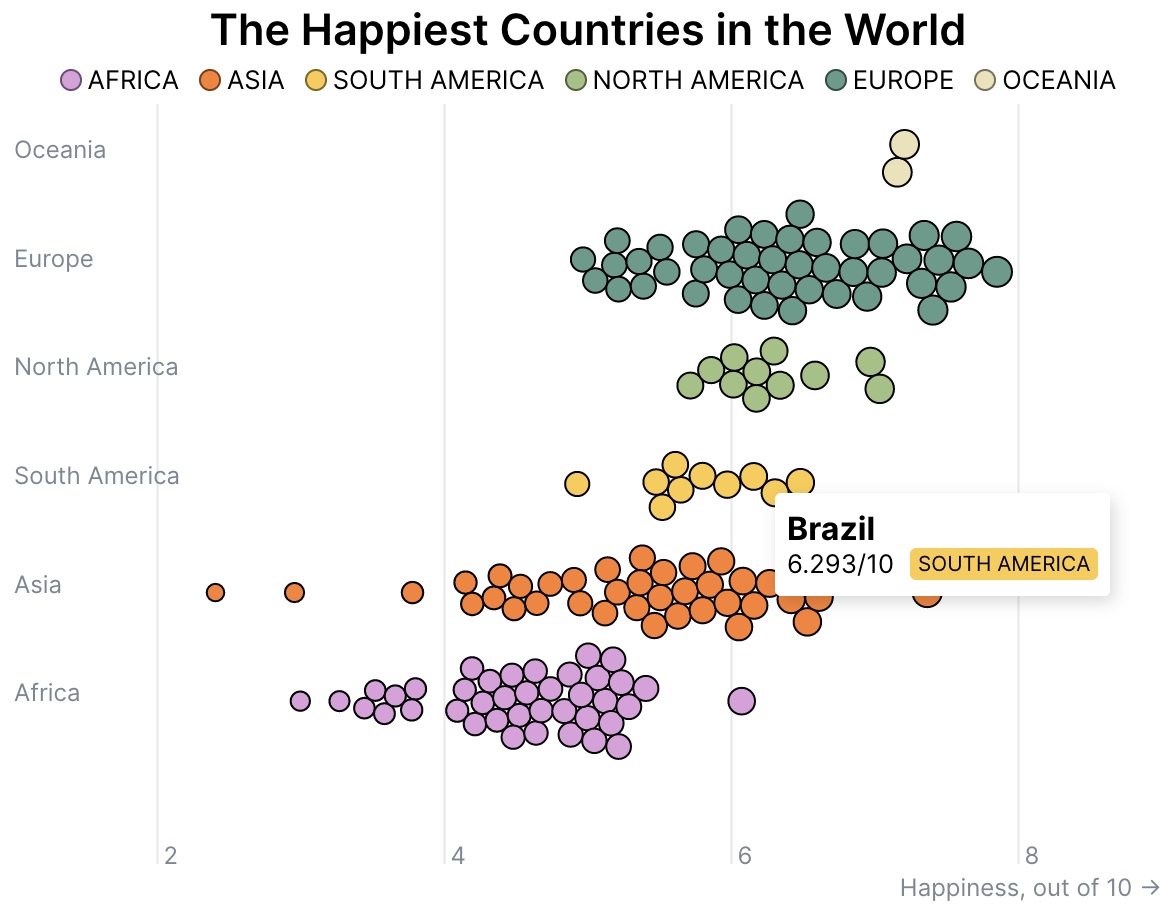 The Happiest Countries in the World
AFRICA ASIA SOUTH AMERICA NORTH AMERICA EUROPE OCEANIA
Oceania
Europe
North America
South America
Brazil
6.293/10 SOUTH AMERICA
Asia
Africa
2 4 6 8
Happiness, out of 10 →